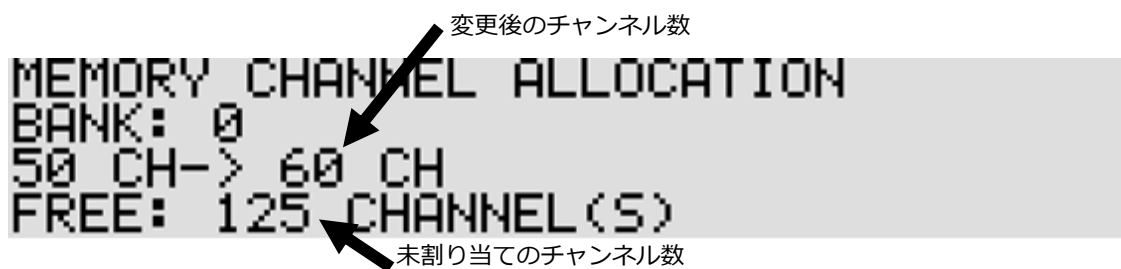 変更後のチャンネル数
MEMORY CHANNEL ALLOCATION
BANK: 0
50 CH-> 60 CH
FREE: 125 CHANNEL(S)
未割り当てのチャンネル数